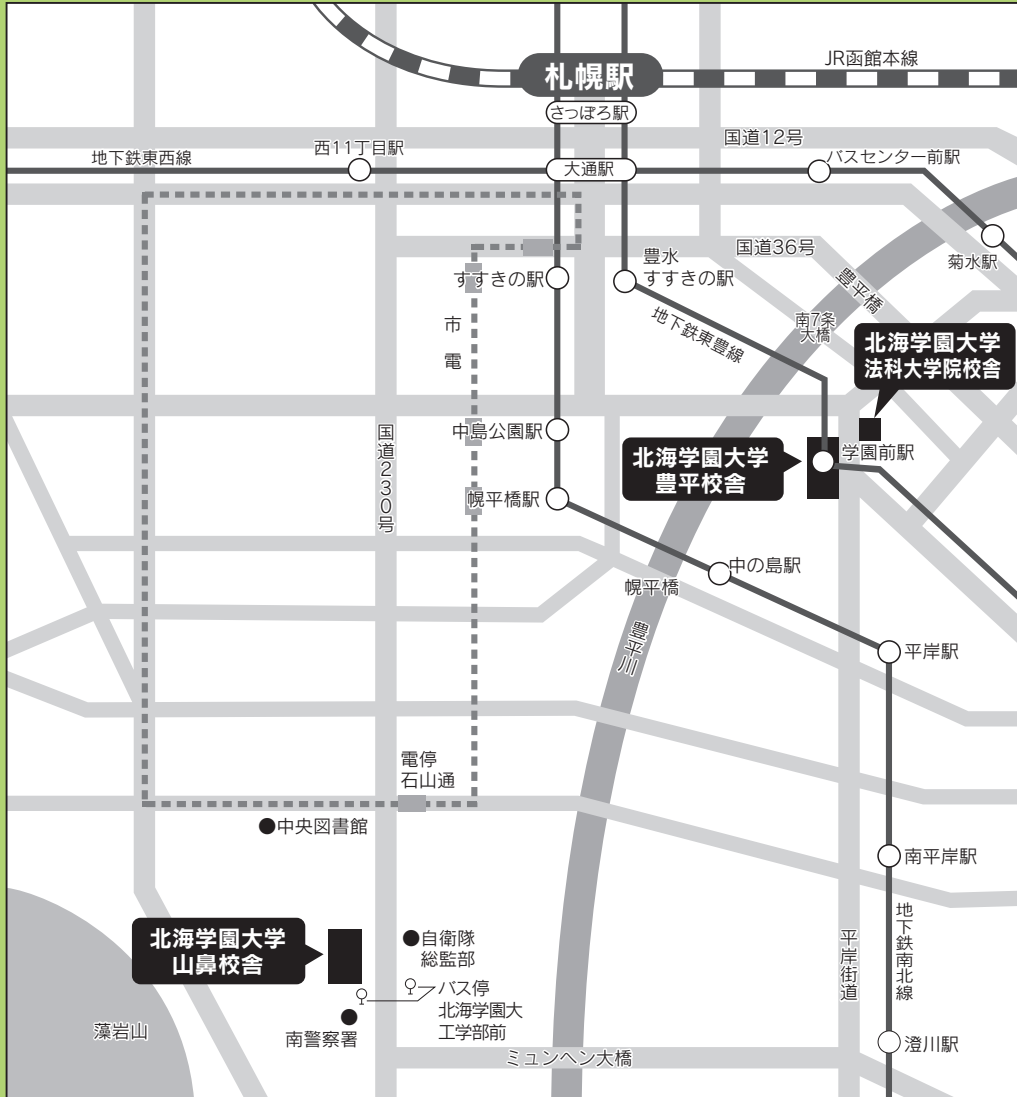 札幌駅
JR函館本線
さっぽろ駅
国道12号
地下鉄東西線
西11丁目駅
大通駅
バスセンター前駅
国道36号
菊水駅
すすきの駅
豊水
すすきの駅
豊平橋
市電
地下鉄東豊線
南7条
大橋
北海学園大学
法科大学院校舎
国道230号
中島公園駅
北海学園大学
豊平校舎
学園前駅
幌平橋駅
中の島駅
幌平橋
豊平川
平岸駅
電停
石山通
中央図書館
南平岸駅
北海学園大学
山鼻校舎
自衛隊
総監部
平岸街道
地下鉄南北線
バス停
北海学園大
工学部前
南警察署
藻岩山
ミュンヘン大橋
澄川駅